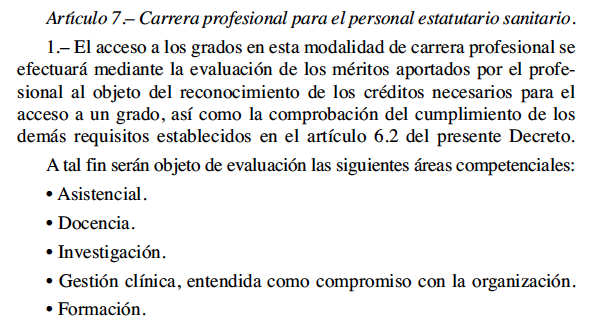 Artículo 7.– Carrera profesional para el personal estatutario sanitario.
1.– El acceso a los grados en esta modalidad de carrera profesional se
efectuará mediante la evaluación de los méritos aportados por el profe-
sional al objeto del reconocimiento de los créditos necesarios para el
acceso a un grado, así como la comprobación del cumplimiento de los
demás requisitos establecidos en el artículo 6.2 del presente Decreto.
A tal fin serán objeto de evaluación las siguientes áreas competenciales:
• Asistencial.
• Docencia.
• Investigación.
• Gestión clínica, entendida como compromiso con la organización.
• Formación.